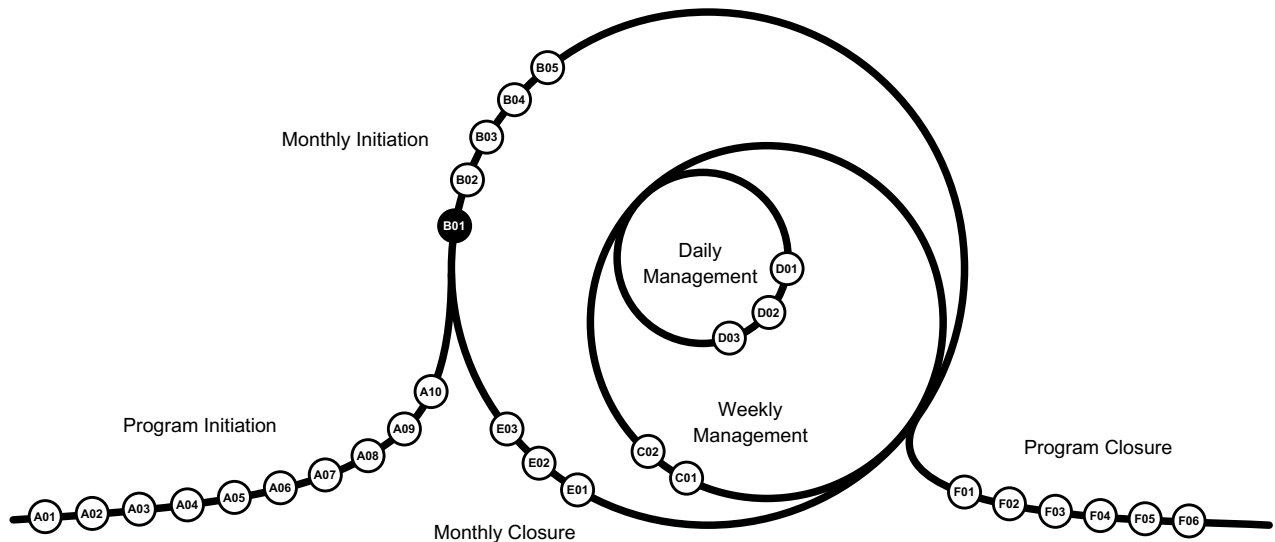 B05
B04
Monthly Initiation
B03
B02
B01
Daily
Management
D01
D02
D03
A10
Program Initiation
A09
A08
A07
A06
A05
A04
A03
A02
A01
E03
E02
E01
Monthly Closure
Weekly
Management
C02
C01
Program Closure
F01
F02
F03
F04
F05
F06